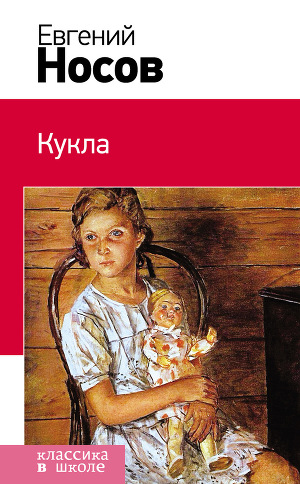 Евгений
Носов
Кукла
классика
в школе